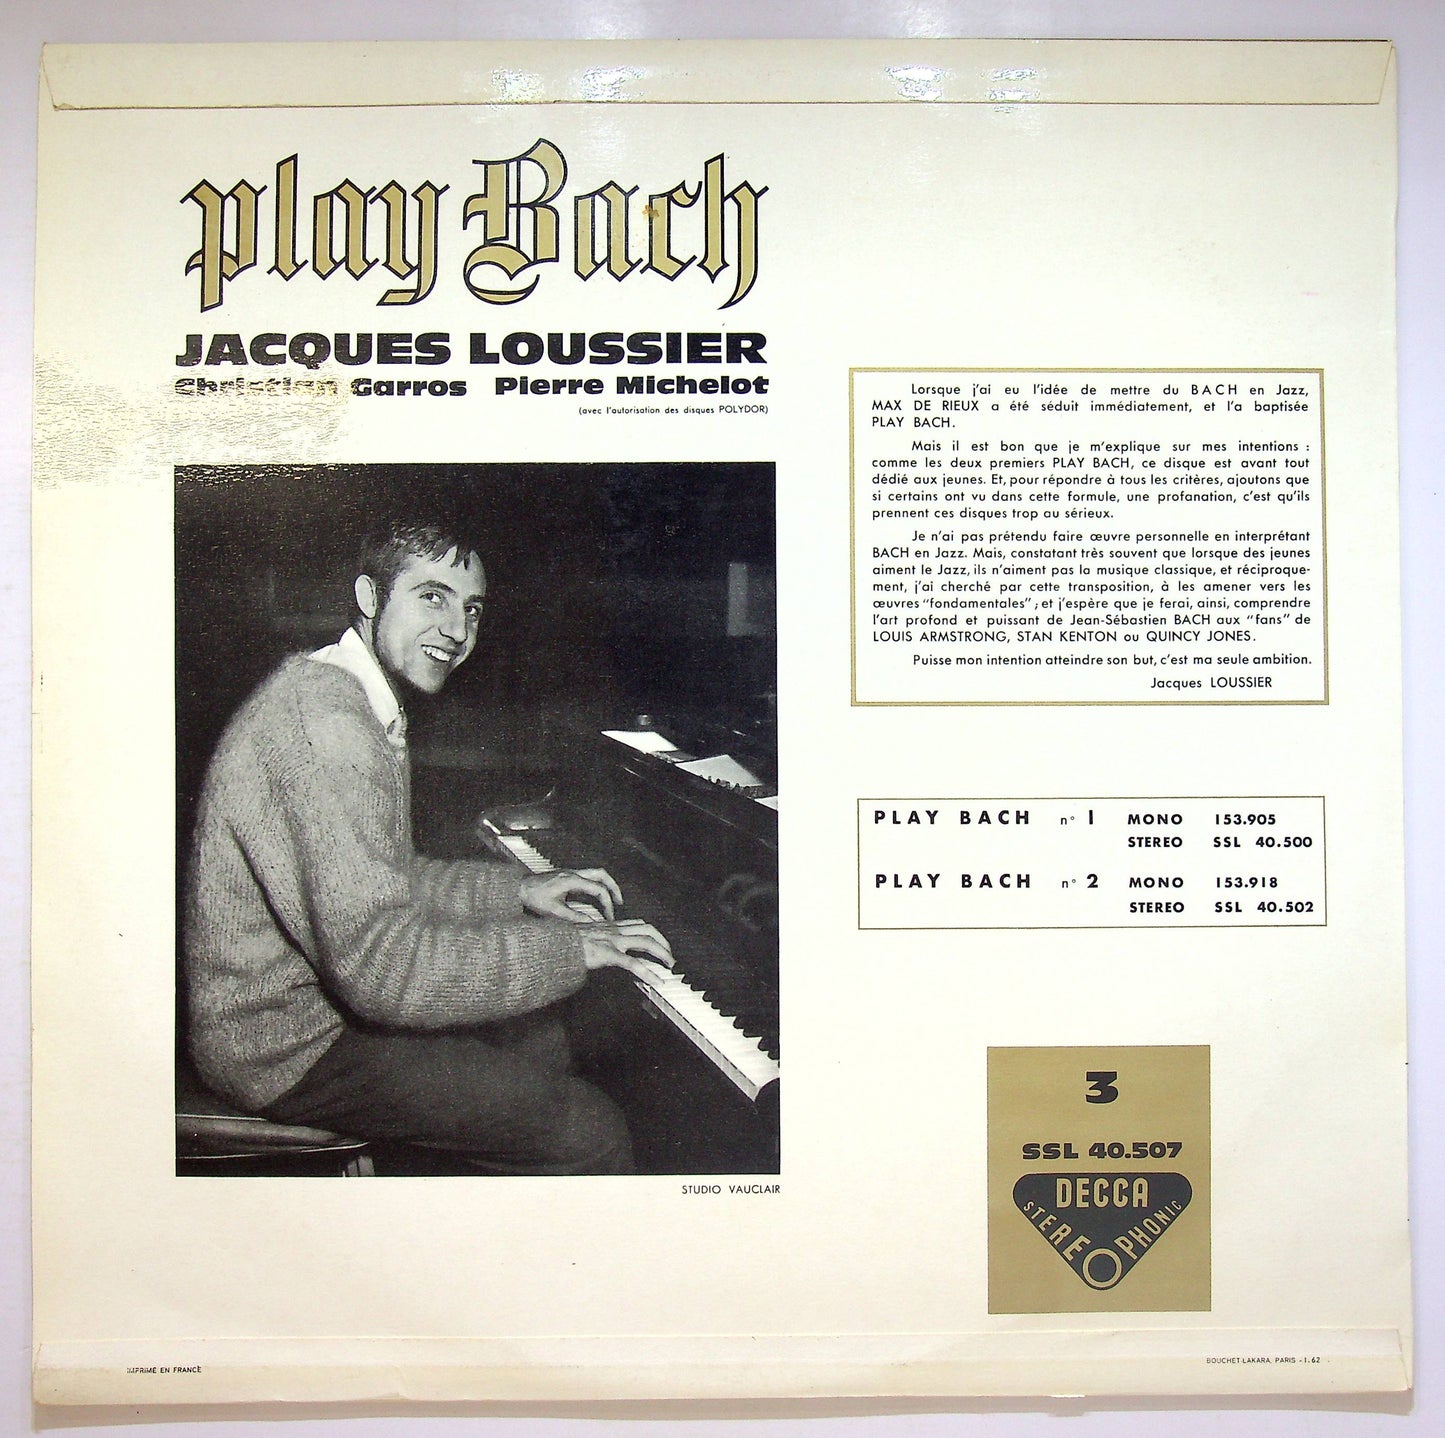 play Bach
JACQUES LOUSSIER
Christian Garros Pierre Michelot
(avec l'autorisation des disques POLYDOR)
Lorsque j'ai eu l'idée de mettre du BACH en Jazz,
MAX DE RIEUX a été séduit immédiatement, et l'a baptisée
PLAY BACH.
Mais il est bon que je m'explique sur mes intentions :
comme les deux premiers PLAY BACH, ce disque est avant tout
dédié aux jeunes. Et, pour répondre à tous les critères, ajoutons que
si certains ont vu dans cette formule, une profanation, c'est qu'ils
prennent ces disques trop au sérieux.
Je n'ai pas prétendu faire œuvre personnelle en interprétant
BACH en Jazz. Mais, constatant très souvent que lorsque des jeunes
aiment le Jazz, ils n'aiment pas la musique classique, et réciproque-
ment, j'ai cherché par cette transposition, à les amener vers les
œuvres "fondamentales" ; et j'espère que je ferai, ainsi, comprendre
l'art profond et puissant de Jean-Sébastien BACH aux "fans" de
LOUIS ARMSTRONG, STAN KENTON ou QUINCY JONES.
Puisse mon intention atteindre son but, c'est ma seule ambition.
Jacques LOUSSIER
PLAY BACH n° 1 MONO 153.905
STEREO SSL 40.500
PLAY BACH n° 2 MONO 153.918
STEREO SSL 40.502
3
SSL 40.507
DECCA
STEREOPHONIC
STUDIO VAUCLAIR
IMPRIMÉ EN FRANCE
BOUCHET-LAKARA, PARIS - 1.62